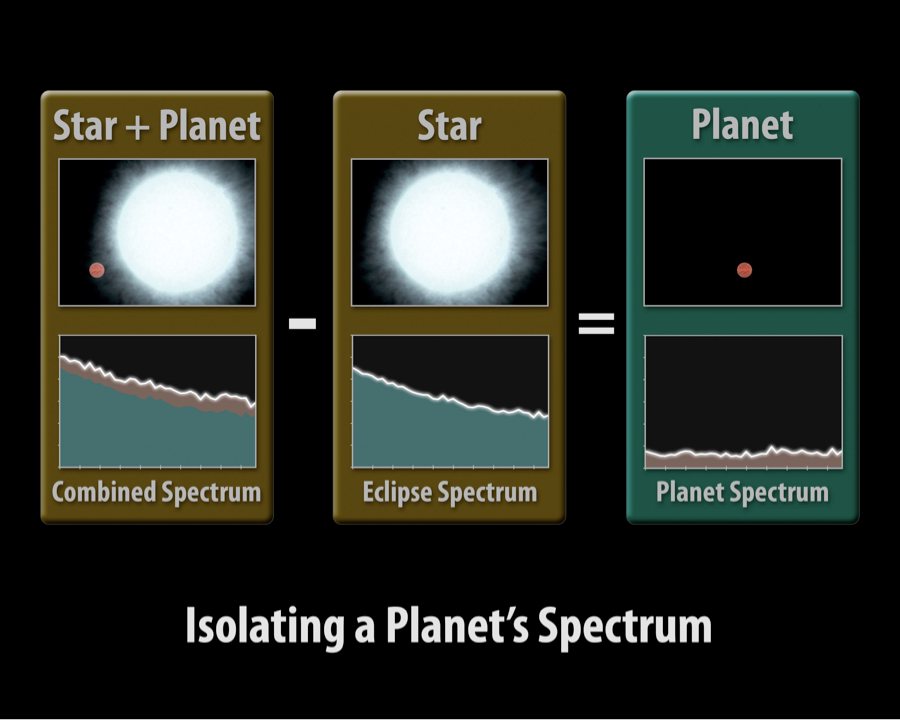 Star + Planet
Star
Planet
-
=
Combined Spectrum
Eclipse Spectrum
Planet Spectrum
Isolating a Planet’s Spectrum